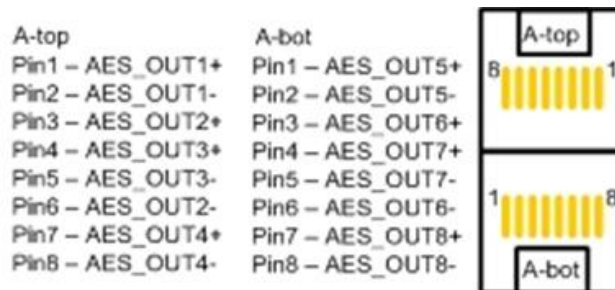 A-top
Pin1 – AES_OUT1+
Pin2 – AES_OUT1-
Pin3 – AES_OUT2+
Pin4 – AES_OUT3+
Pin5 – AES_OUT3-
Pin6 – AES_OUT2-
Pin7 – AES_OUT4+
Pin8 – AES_OUT4-
A-bot
Pin1 – AES_OUT5+
Pin2 – AES_OUT5-
Pin3 – AES_OUT6+
Pin4 – AES_OUT7+
Pin5 – AES_OUT7-
Pin6 – AES_OUT6-
Pin7 – AES_OUT8+
Pin8 – AES_OUT8-
A-top
8 1
1 8
A-bot